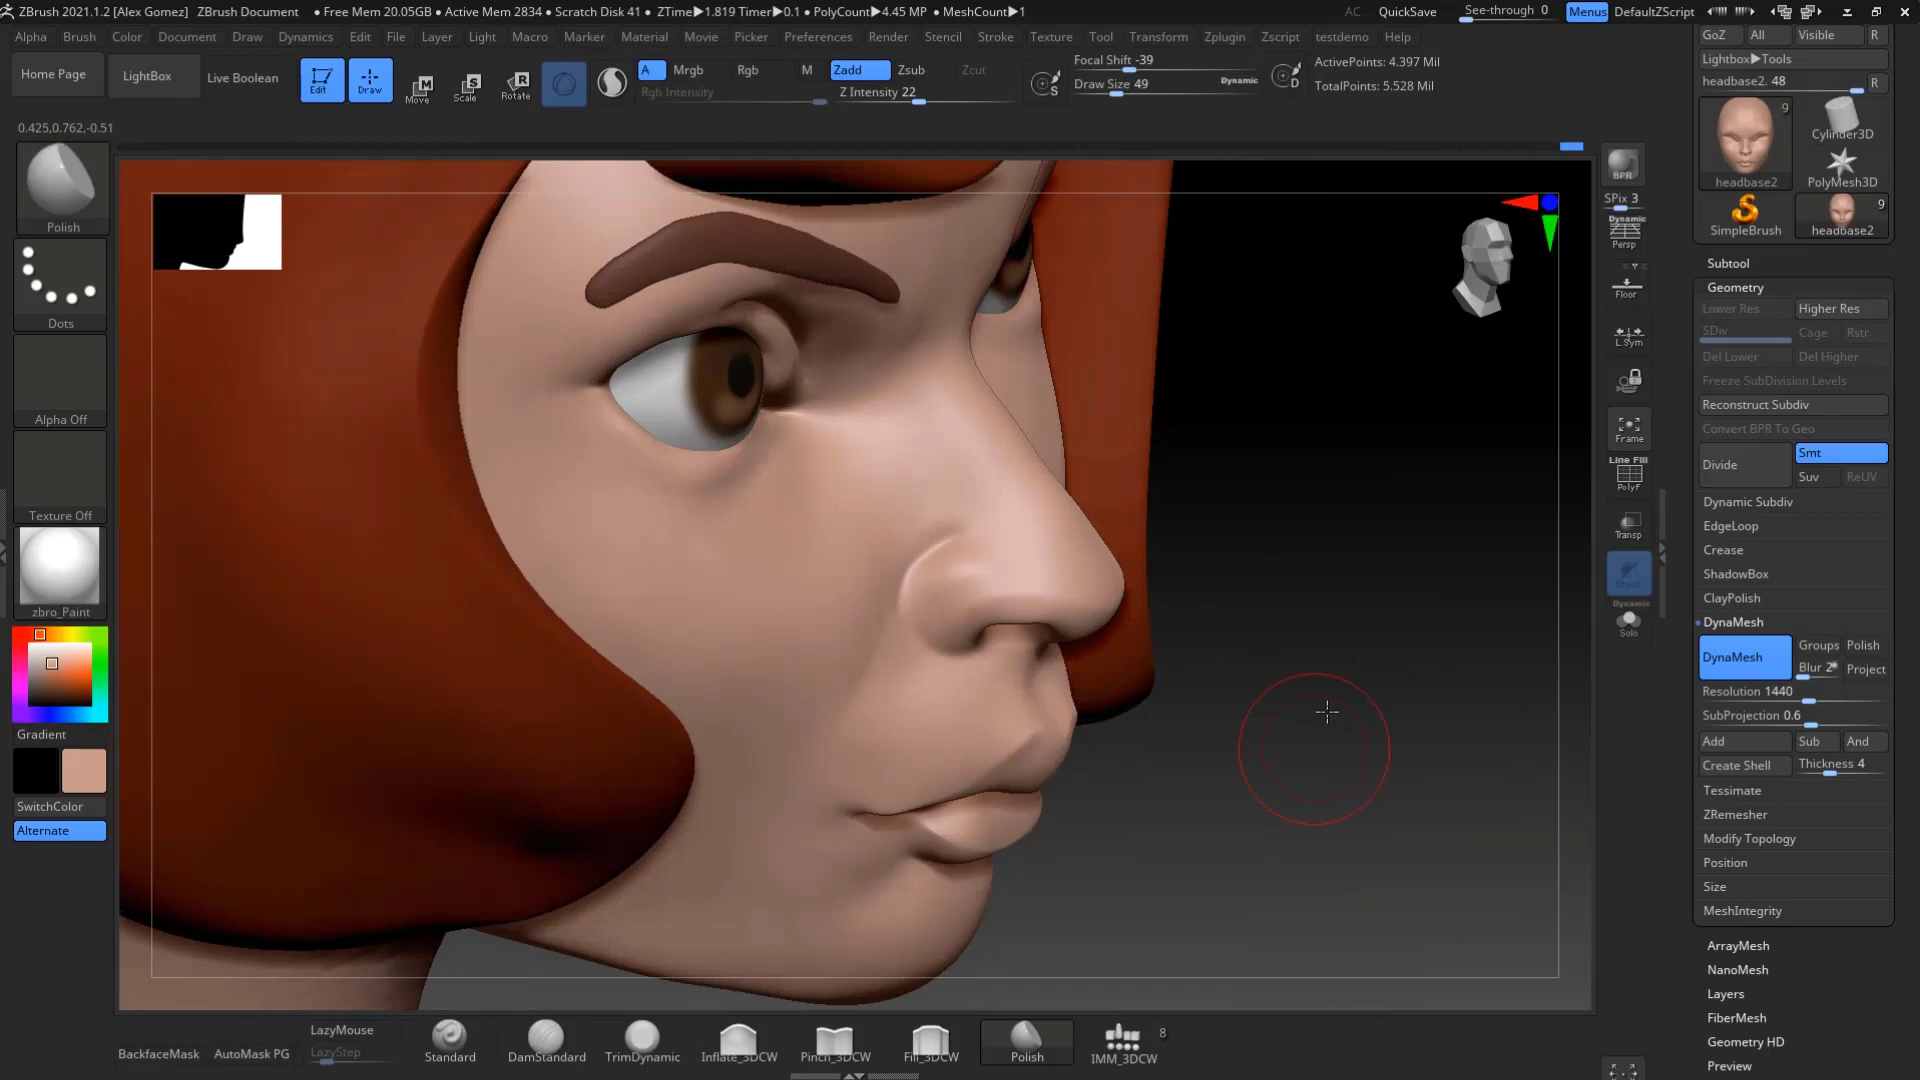 ZBrush 2021.1.2 [Alex Gomez] ZBrush Document • Free Mem 20.05GB • Active Mem 2834 • Scratch Disk 41 • ZTime▶1.819 Timer▶0.1 • PolyCount▶4.45 MP • MeshCount▶1 AC QuickSave See-through 0 Menus DefaultZScript
Alpha Brush Color Document Draw Dynamics Edit File Layer Light Macro Marker Material Movie Picker Preferences Render Stencil Stroke Texture Tool Transform Zplugin Zscript testdemo Help
Home Page LightBox Live Boolean
Edit Draw Move Scale Rotate
A Mrgb Rgb M Zadd Zsub Zcut
Rgb Intensity Z Intensity 22
Focal Shift -39
Draw Size 49 Dynamic
S D
ActivePoints: 4.397 Mil
TotalPoints: 5.528 Mil
0.425,0.762,-0.51
Polish
Dots
Alpha Off
Texture Off
zbro_Paint
Gradient
SwitchColor
Alternate
BPR
SPix 3
Dynamic
Persp
Floor
L.Sym
Frame
Line Fill
PolyF
Transp
Ghost
Dynamic
Solo
GoZ All Visible R
Lightbox▶Tools
headbase2. 48 R
9
headbase2
Cylinder3D
PolyMesh3D
SimpleBrush
9
headbase2
Subtool
Geometry
Lower Res Higher Res
SDiv Cage Rstr
Del Lower Del Higher
Freeze SubDivision Levels
Reconstruct Subdiv
Convert BPR To Geo
Divide Smt
Suv ReUV
Dynamic Subdiv
EdgeLoop
Crease
ShadowBox
ClayPolish
DynaMesh
DynaMesh Groups Polish
Blur 2 Project
Resolution 1440
SubProjection 0.6
Add Sub And
Create Shell Thickness 4
Tessimate
ZRemesher
Modify Topology
Position
Size
MeshIntegrity
ArrayMesh
NanoMesh
Layers
FiberMesh
Geometry HD
Preview
BackfaceMask AutoMask PG
LazyMouse
LazyStep
Standard DamStandard TrimDynamic Inflate_3DCW Pinch_3DCW Fill_3DCW Polish IMM_3DCW 8